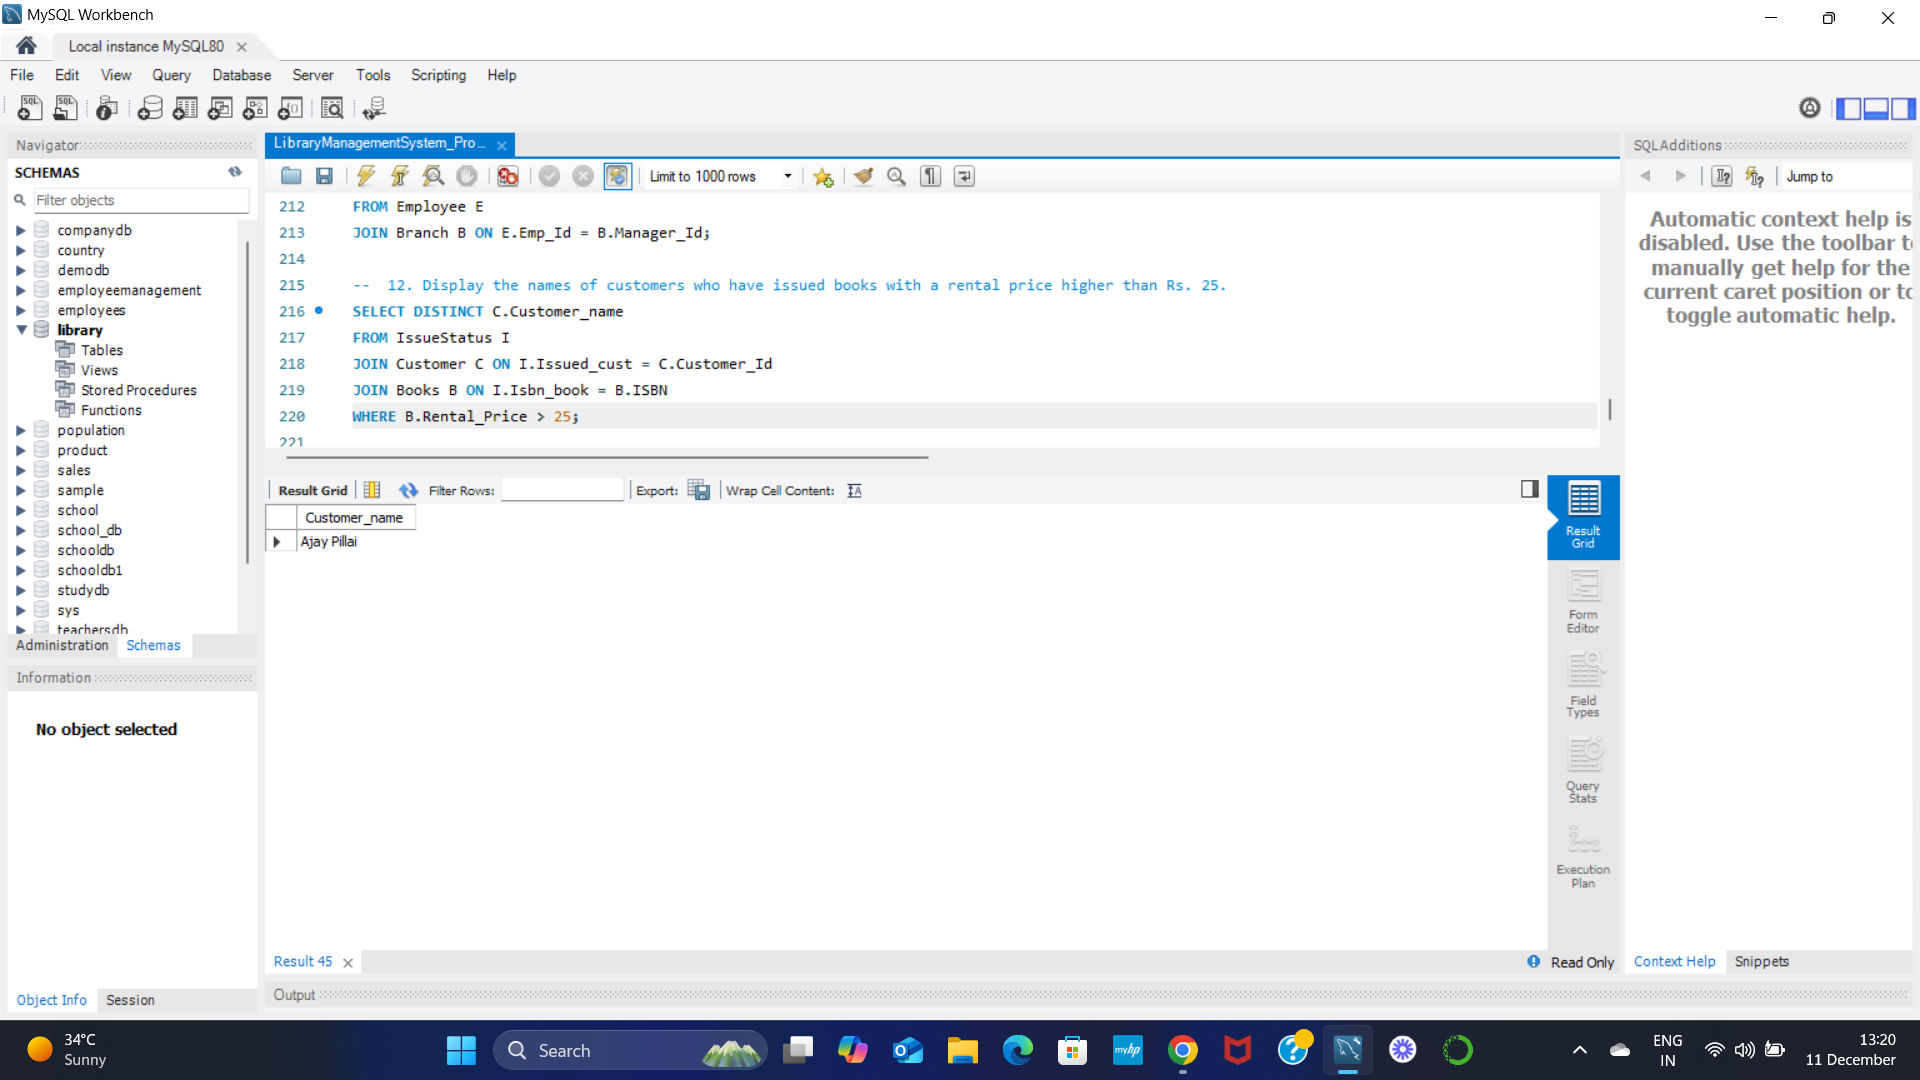 MySQL Workbench
Local instance MySQL80
File Edit View Query Database Server Tools Scripting Help
Navigator
SCHEMAS
Filter objects
companydb
country
demodb
employeemanagement
employees
library
Tables
Views
Stored Procedures
Functions
population
product
sales
sample
school
school_db
schooldb
schooldb1
studydb
sys
teachersdb
Administration Schemas
Information
No object selected
Object Info Session
LibraryManagementSystem_Pro...
Limit to 1000 rows
212 FROM Employee E
213 JOIN Branch B ON E.Emp_Id = B.Manager_Id;
214
215 -- 12. Display the names of customers who have issued books with a rental price higher than Rs. 25.
216 SELECT DISTINCT C.Customer_name
217 FROM IssueStatus I
218 JOIN Customer C ON I.Issued_cust = C.Customer_Id
219 JOIN Books B ON I.Isbn_book = B.ISBN
220 WHERE B.Rental_Price > 25;
221
Result Grid Filter Rows: Export: Wrap Cell Content:
Customer_name
Ajay Pillai
Result
Grid
Form
Editor
Field
Types
Query
Stats
Execution
Plan
Result 45
Read Only
Output
SQLAdditions
Jump to
Automatic context help is
disabled. Use the toolbar to
manually get help for the
current caret position or to
toggle automatic help.
Context Help Snippets
34°C
Sunny
Search
myhp
ENG
IN
13:20
11 December